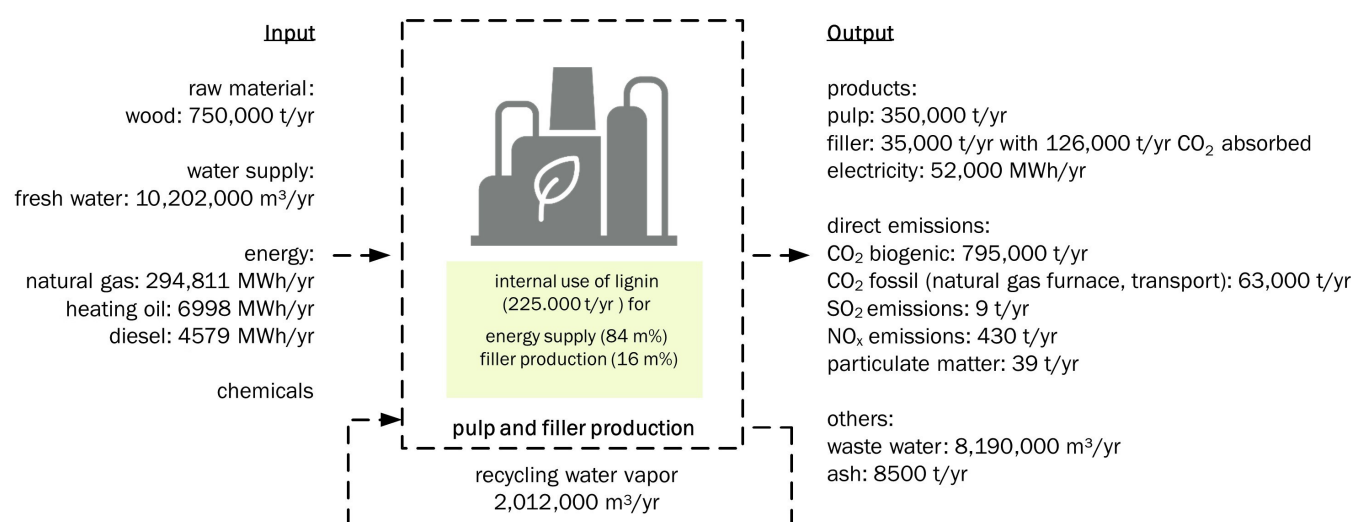 Input
raw material:
wood: 750,000 t/yr
water supply:
fresh water: 10,202,000 m³/yr
energy:
natural gas: 294,811 MWh/yr
heating oil: 6998 MWh/yr
diesel: 4579 MWh/yr
chemicals
internal use of lignin
(225.000 t/yr ) for
energy supply (84 m%)
filler production (16 m%)
pulp and filler production
recycling water vapor
2,012,000 m³/yr
Output
products:
pulp: 350,000 t/yr
filler: 35,000 t/yr with 126,000 t/yr CO₂ absorbed
electricity: 52,000 MWh/yr
direct emissions:
CO₂ biogenic: 795,000 t/yr
CO₂ fossil (natural gas furnace, transport): 63,000 t/yr
SO₂ emissions: 9 t/yr
NOₓ emissions: 430 t/yr
particulate matter: 39 t/yr
others:
waste water: 8,190,000 m³/yr
ash: 8500 t/yr